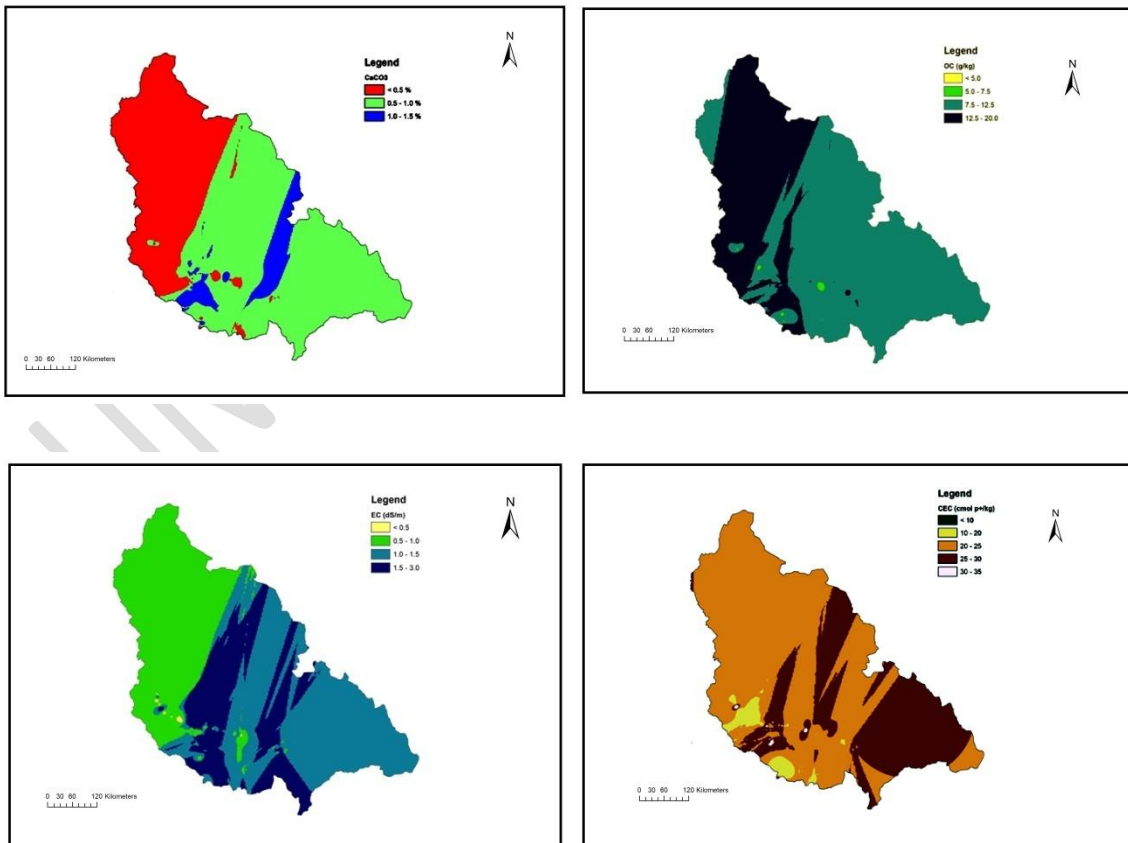 N
Legend
CaCO3
< 0.5 %
0.5 - 1.0 %
1.0 - 1.5 %
0 30 60 120 Kilometers
N
Legend
OC (g/kg)
< 5.0
5.0 - 7.5
7.5 - 12.5
12.5 - 20.0
0 30 60 120 Kilometers
N
Legend
EC (dS/m)
< 0.5
0.5 - 1.0
1.0 - 1.5
1.5 - 3.0
0 30 60 120 Kilometers
N
Legend
CEC (cmol p+/kg)
< 10
10 - 20
20 - 25
25 - 30
30 - 35
0 30 60 120 Kilometers